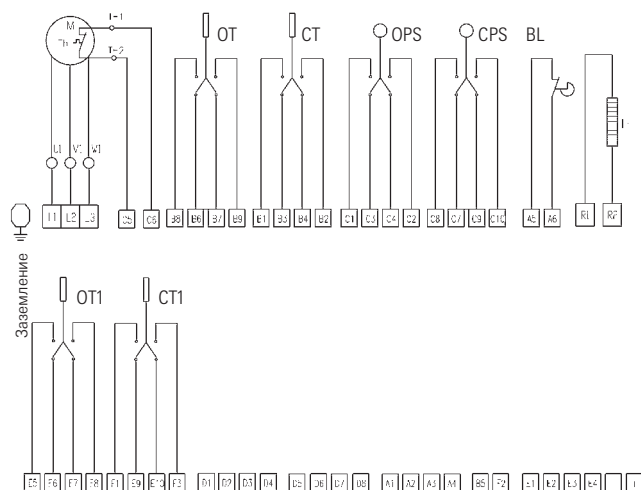 M TH1 OT CT OPS CPS BL
Th
TH2
U1 V1 W1
L1 L2 L3 C5 C6 B8 B6 B7 B9 B1 B3 B4 B2 C1 C3 C4 C2 C8 C7 C9 C10 A5 A6 R1 R2
Заземление
OT1 CT1
E5 E6 E7 E8 F1 E9 E10 F3 D1 D2 D3 D4 D5 D6 D7 D8 A1 A2 A3 A4 B5 F2 E1 E2 E3 E4